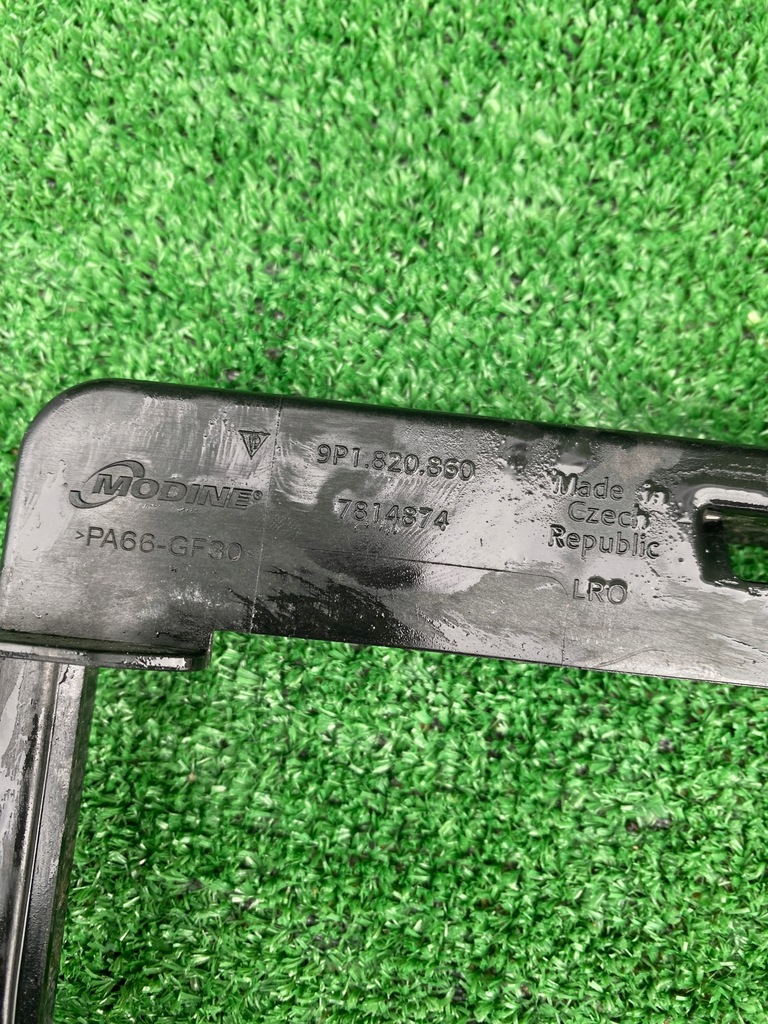 MODINE®
>PA66-GF30
9P1.820.860
7814874
Made in
Czech
Republic
LRO